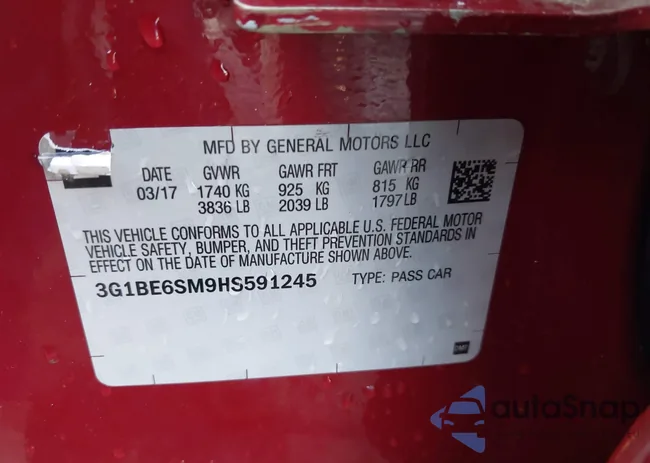 MFD BY GENERAL MOTORS LLC
DATE GVWR GAWR FRT GAWR RR
03/17 1740 KG 925 KG 815 KG
3836 LB 2039 LB 1797 LB
THIS VEHICLE CONFORMS TO ALL APPLICABLE U.S. FEDERAL MOTOR
VEHICLE SAFETY, BUMPER, AND THEFT PREVENTION STANDARDS IN
EFFECT ON THE DATE OF MANUFACTURE SHOWN ABOVE.
3G1BE6SM9HS591245 TYPE: PASS CAR
autoSnap